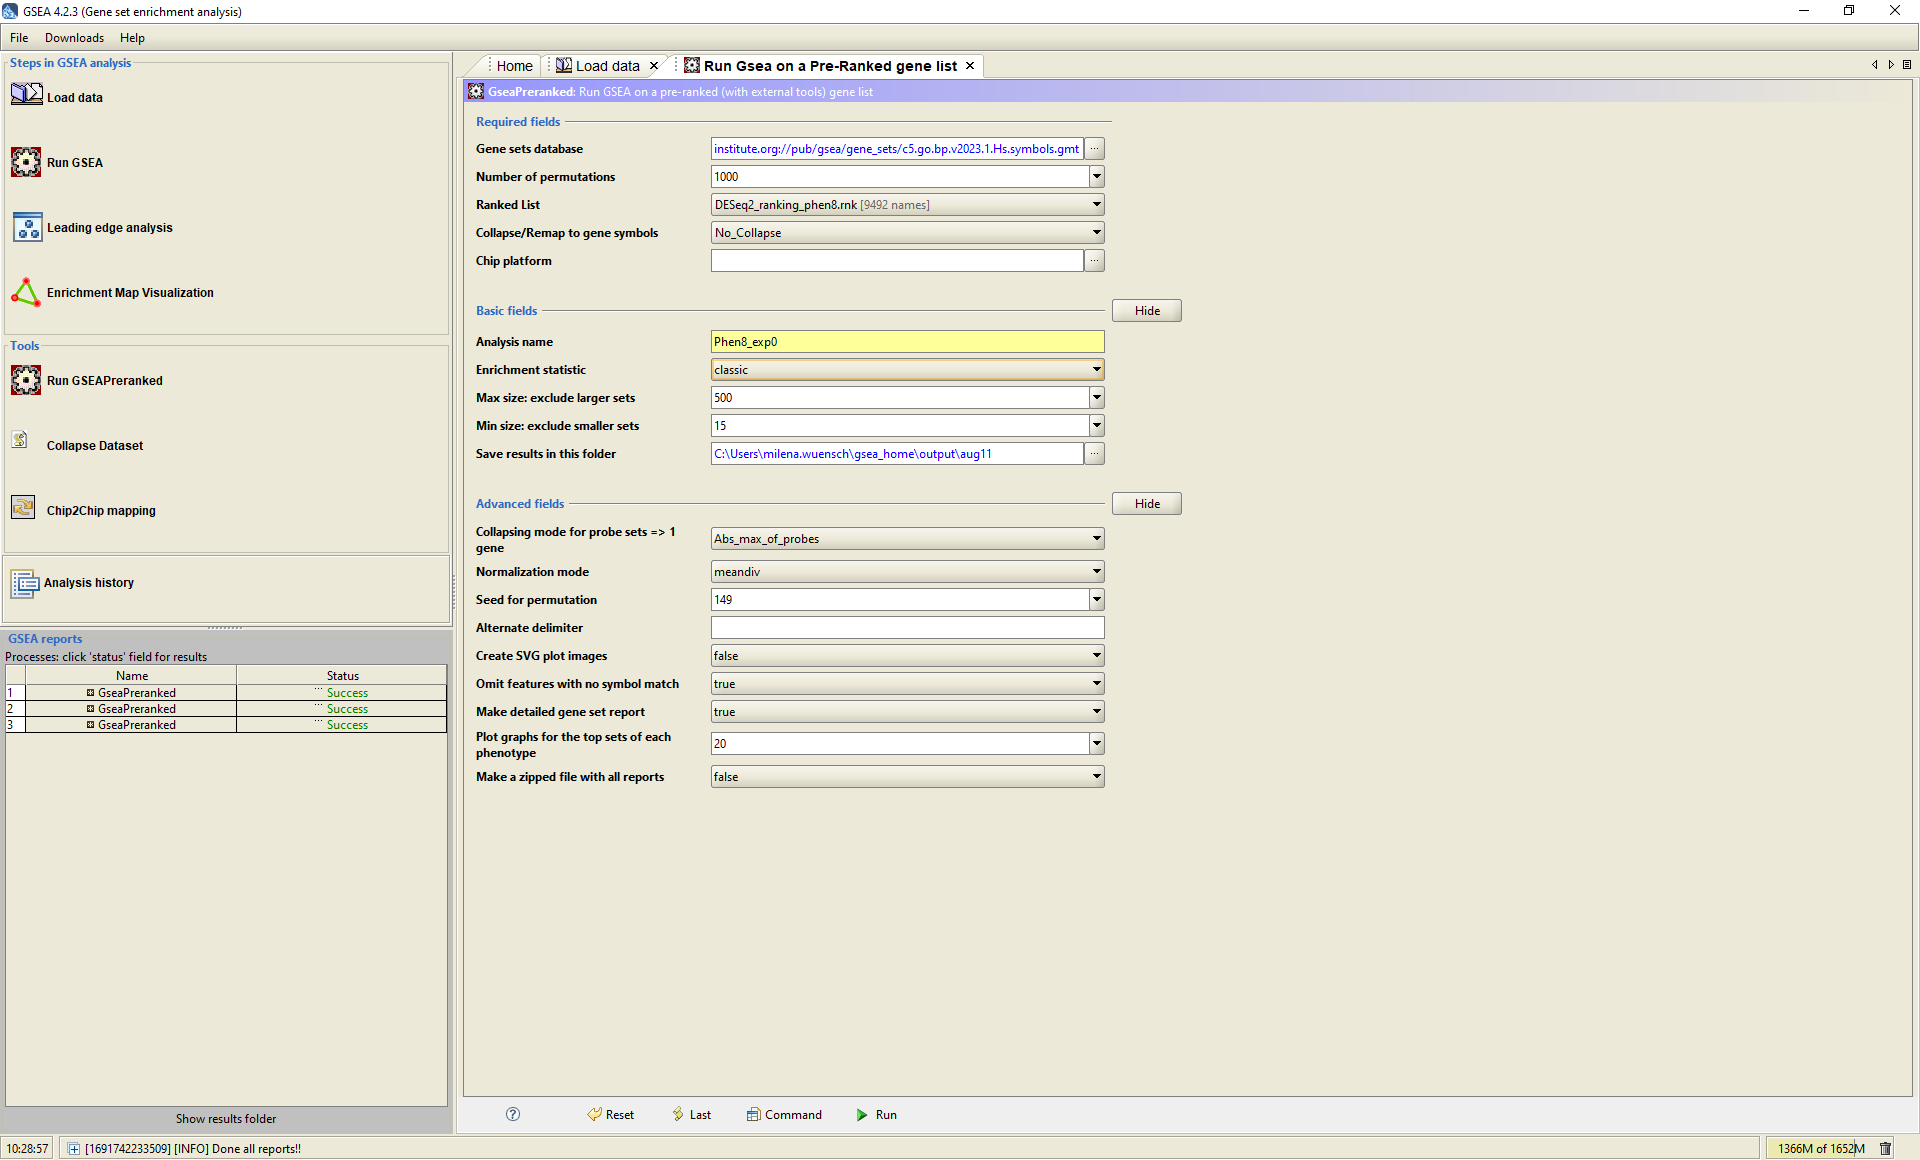 GSEA 4.2.3 (Gene set enrichment analysis)
File Downloads Help
Steps in GSEA analysis
Load data
Run GSEA
Leading edge analysis
Enrichment Map Visualization
Tools
Run GSEAPreranked
Collapse Dataset
Chip2Chip mapping
Analysis history
GSEA reports
Processes: click 'status' field for results
Name Status
1 GseaPreranked ... Success
2 GseaPreranked ... Success
3 GseaPreranked ... Success
Show results folder
Home Load data Run Gsea on a Pre-Ranked gene list
GseaPreranked: Run GSEA on a pre-ranked (with external tools) gene list
Required fields
Gene sets database institute.org://pub/gsea/gene_sets/c5.go.bp.v2023.1.Hs.symbols.gmt ...
Number of permutations 1000
Ranked List DESeq2_ranking_phen8.rnk [9492 names]
Collapse/Remap to gene symbols No_Collapse
Chip platform ...
Basic fields Hide
Analysis name Phen8_exp0
Enrichment statistic classic
Max size: exclude larger sets 500
Min size: exclude smaller sets 15
Save results in this folder C:\Users\milena.wuensch\gsea_home\output\aug11 ...
Advanced fields Hide
Collapsing mode for probe sets => 1
gene Abs_max_of_probes
Normalization mode meandiv
Seed for permutation 149
Alternate delimiter
Create SVG plot images false
Omit features with no symbol match true
Make detailed gene set report true
Plot graphs for the top sets of each
phenotype 20
Make a zipped file with all reports false
? Reset Last Command Run
10:28:57 [1691742233509] [INFO] Done all reports!! 1366M of 1652M